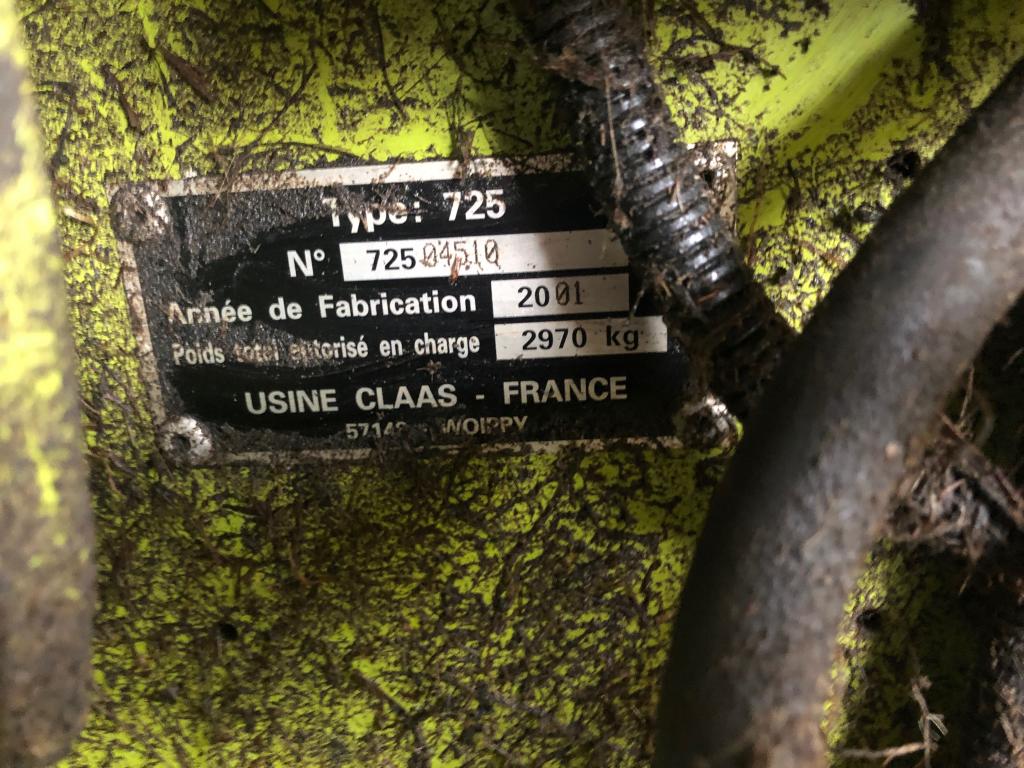 Type: 725
N° 72504510
Année de Fabrication 2001
Poids total autorisé en charge 2970 kg
USINE CLAAS - FRANCE
WOIPPY